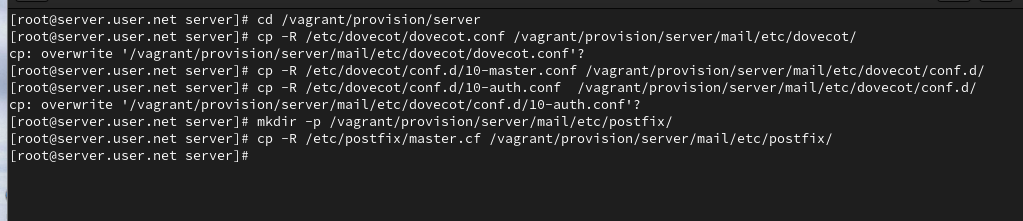 [root@server.user.net server]# cd /vagrant/provision/server
[root@server.user.net server]# cp -R /etc/dovecot/dovecot.conf /vagrant/provision/server/mail/etc/dovecot/
cp: overwrite '/vagrant/provision/server/mail/etc/dovecot/dovecot.conf'?
[root@server.user.net server]# cp -R /etc/dovecot/conf.d/10-master.conf /vagrant/provision/server/mail/etc/dovecot/conf.d/
[root@server.user.net server]# cp -R /etc/dovecot/conf.d/10-auth.conf  /vagrant/provision/server/mail/etc/dovecot/conf.d/
cp: overwrite '/vagrant/provision/server/mail/etc/dovecot/conf.d/10-auth.conf'?
[root@server.user.net server]# mkdir -p /vagrant/provision/server/mail/etc/postfix/
[root@server.user.net server]# cp -R /etc/postfix/master.cf /vagrant/provision/server/mail/etc/postfix/
[root@server.user.net server]#